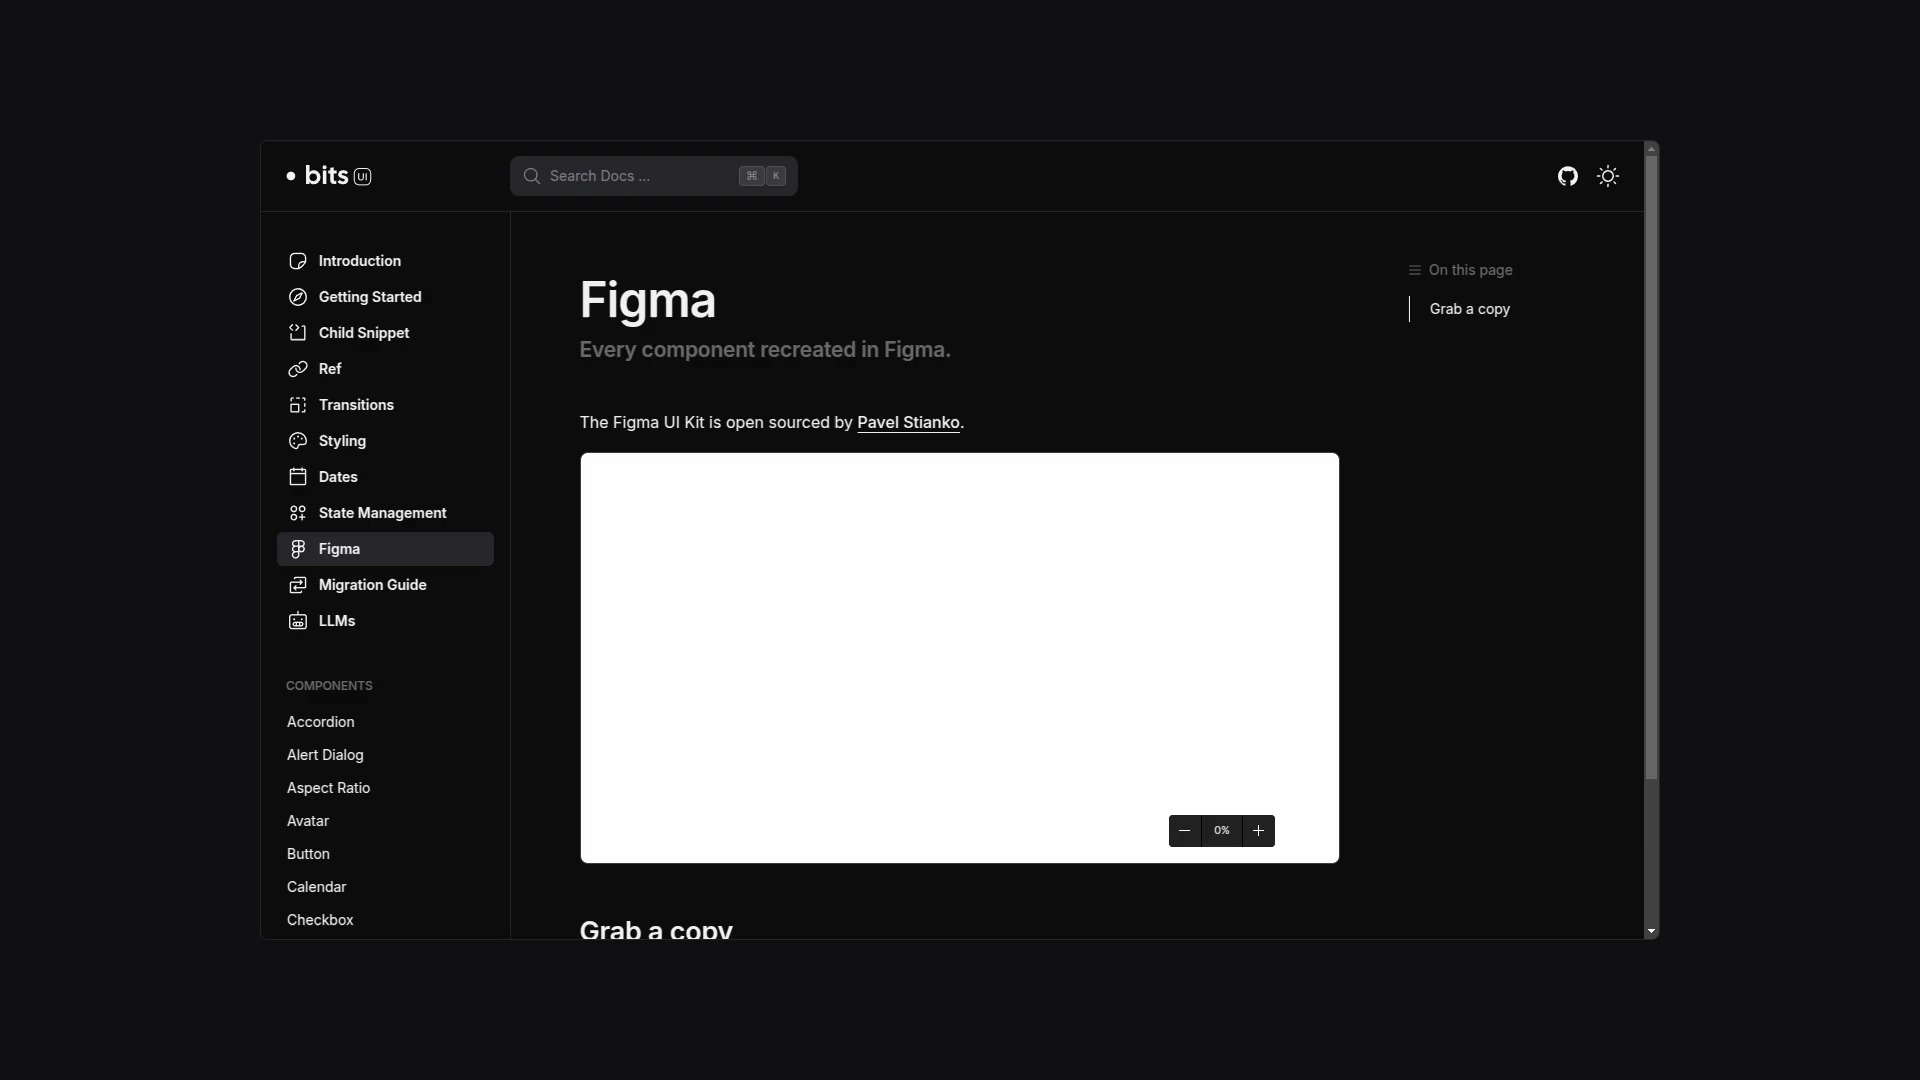 bits UI
Search Docs ...
⌘ K
Introduction
Getting Started
Child Snippet
Ref
Transitions
Styling
Dates
State Management
Figma
Migration Guide
LLMs
COMPONENTS
Accordion
Alert Dialog
Aspect Ratio
Avatar
Button
Calendar
Checkbox
Figma
Every component recreated in Figma.
The Figma UI Kit is open sourced by Pavel Stianko.
0%
Grab a copy
On this page
Grab a copy